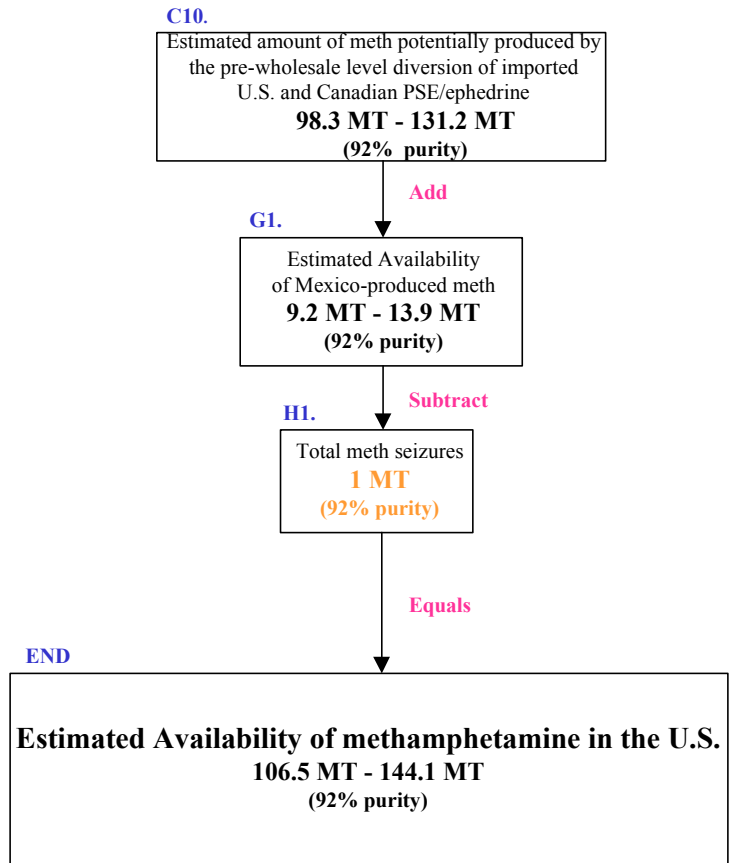 C10.
Estimated amount of meth potentially produced by
the pre-wholesale level diversion of imported
U.S. and Canadian PSE/ephedrine
98.3 MT - 131.2 MT
(92% purity)
Add
G1.
Estimated Availability
of Mexico-produced meth
9.2 MT - 13.9 MT
(92% purity)
Subtract
H1.
Total meth seizures
1 MT
(92% purity)
Equals
END
Estimated Availability of methamphetamine in the U.S.
106.5 MT - 144.1 MT
(92% purity)